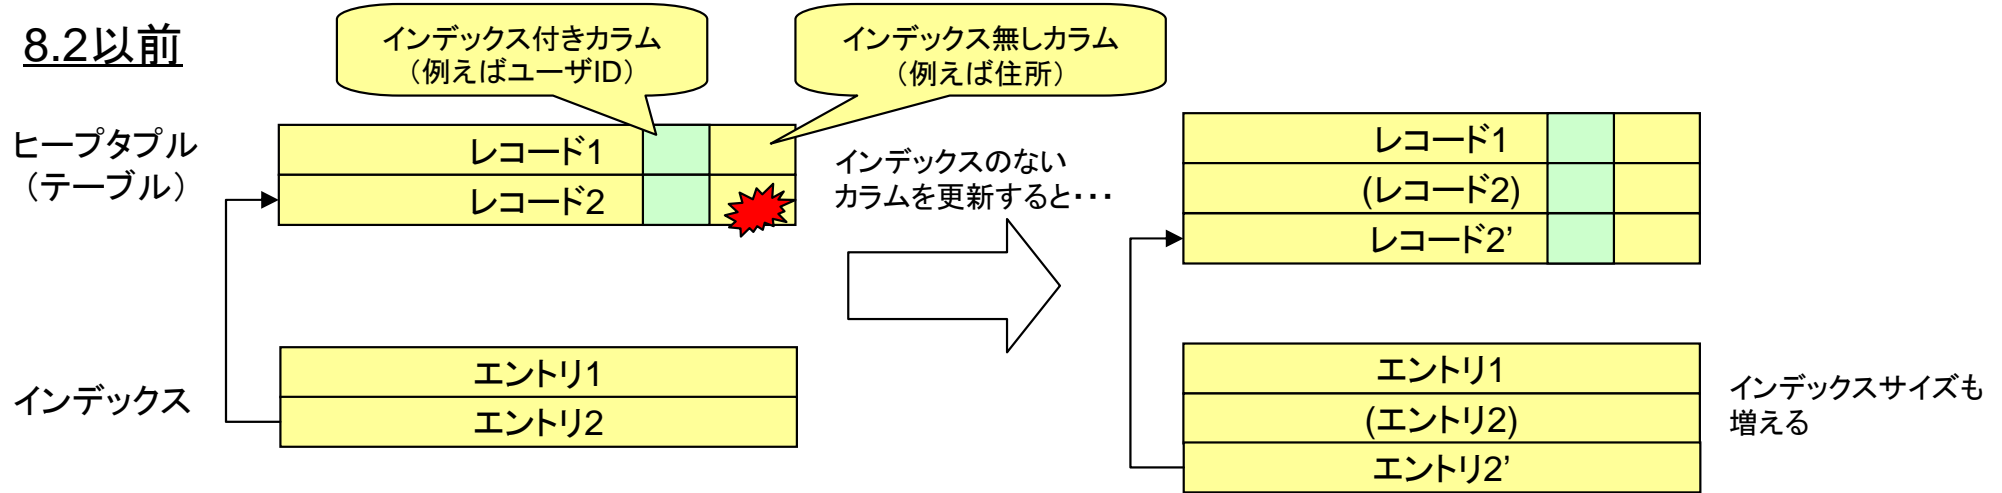 8.2以前
インデックス付きカラム
（例えばユーザID）
インデックス無しカラム
（例えば住所）
ヒープタプル
（テーブル）
レコード1
レコード2
インデックスのない
カラムを更新すると・・・
レコード1
(レコード2)
レコード2’
インデックス
エントリ1
エントリ2
エントリ1
(エントリ2)
エントリ2’
インデックスサイズも
増える